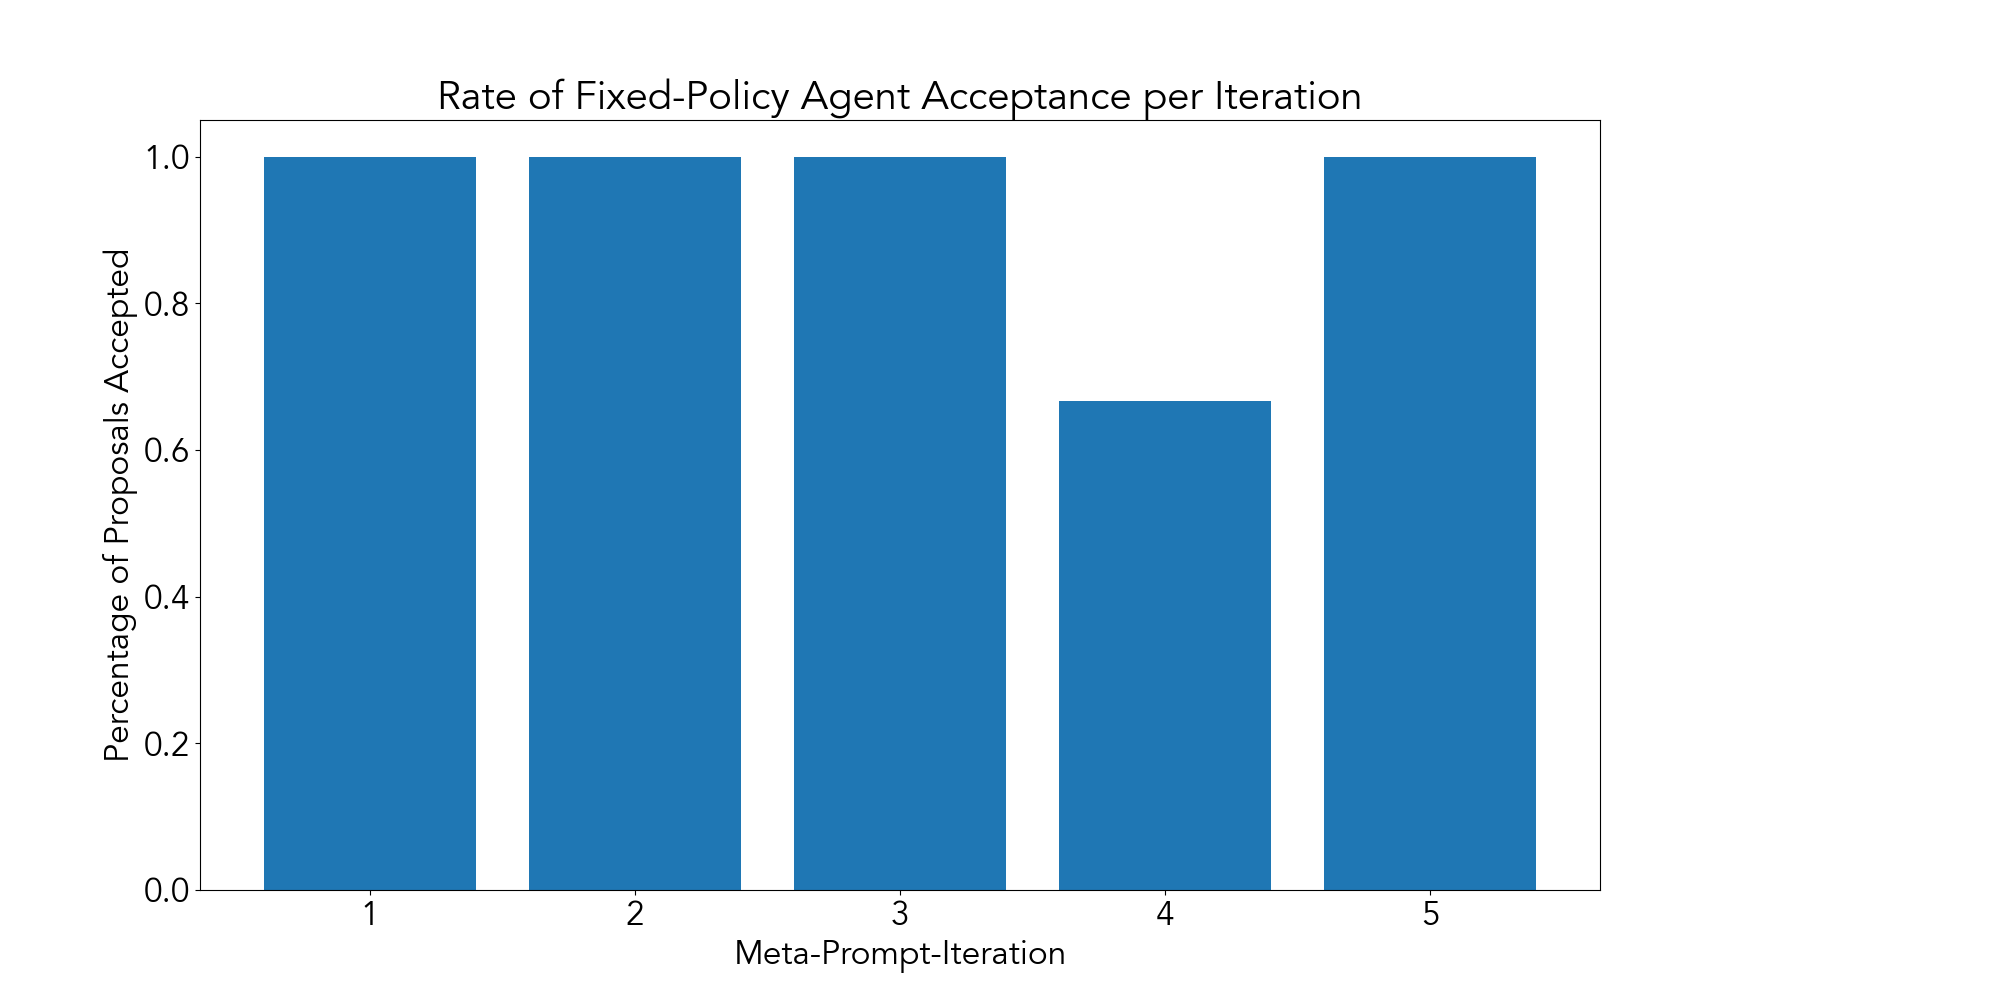 Rate of Fixed-Policy Agent Acceptance per Iteration
Percentage of Proposals Accepted
1.0
0.8
0.6
0.4
0.2
0.0
1 2 3 4 5
Meta-Prompt-Iteration